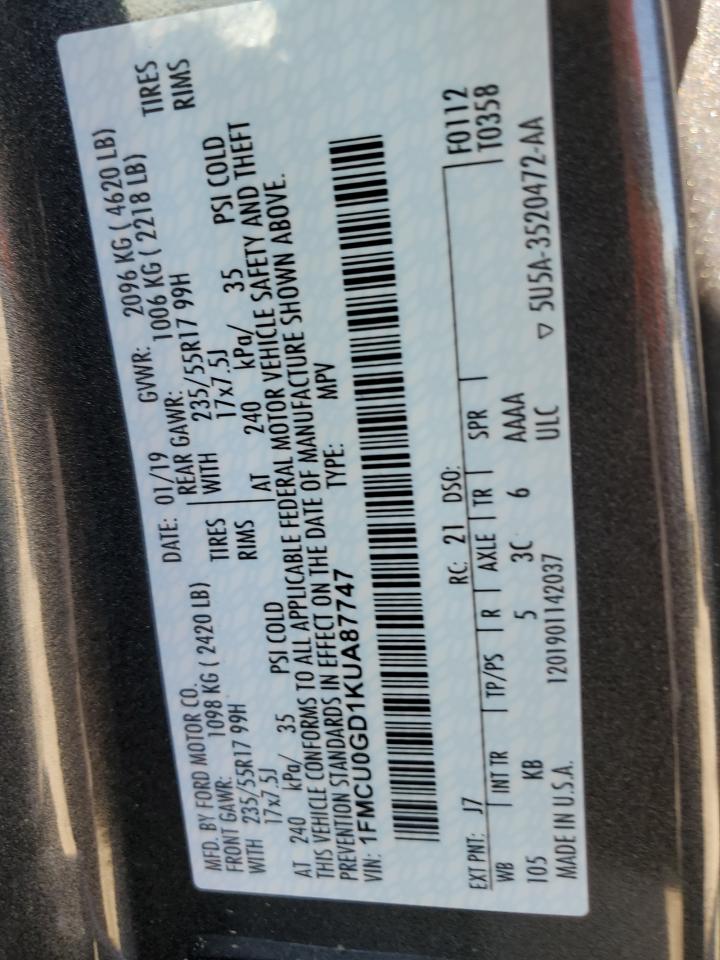 MFD. BY FORD MOTOR CO.
DATE: 01/19 GVWR: 2096 KG ( 4620 LB)
FRONT GAWR: 1098 KG ( 2420 LB) REAR GAWR: 1006 KG ( 2218 LB)
WITH 235/55R17 99H TIRES WITH 235/55R17 99H TIRES
17x7.5J RIMS 17x7.5J RIMS
AT 240 kPa/ 35 PSI COLD AT 240 kPa/ 35 PSI COLD
THIS VEHICLE CONFORMS TO ALL APPLICABLE FEDERAL MOTOR VEHICLE SAFETY AND THEFT
PREVENTION STANDARDS IN EFFECT ON THE DATE OF MANUFACTURE SHOWN ABOVE.
VIN: 1FMCU0GD1KUA87747 TYPE: MPV
EXT PNT: J7 RC: 21 DSO: F0112
WB INT TR TP/PS R AXLE TR SPR T0358
105 KB 5 3C 6 AAAA
MADE IN U.S.A. 1201901142037 ULC ▽ 5U5A-3520472-AA